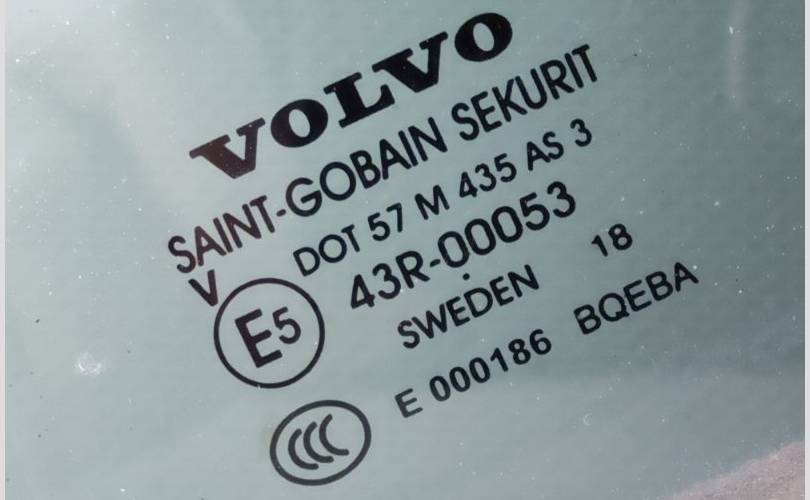 VOLVO
SAINT-GOBAIN SEKURIT
DOT 57 M 435 AS 3
V
E5
43R-00053
SWEDEN 18
E 000186 BQEBA
CCC